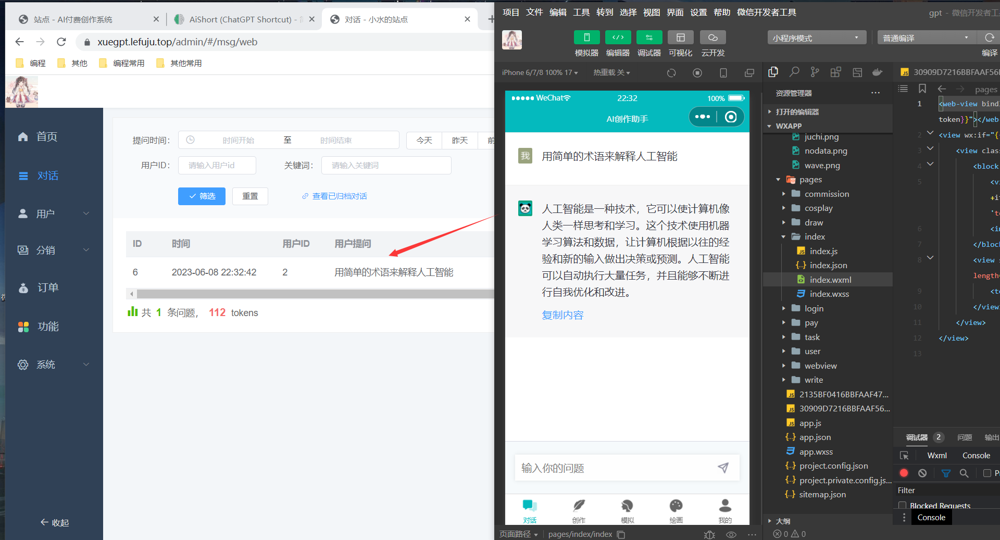 站点 - AI付费创作系统
AiShort (ChatGPT Shortcut) -
对话 - 小水的站点
xuegpt.lefuju.top/admin/#/msg/web
编程
其他
编程常用
其他常用
首页
对话
用户
分销
订单
功能
系统
收起
提问时间：
时间开始
至
时间结束
今天
昨天
前
用户ID：
请输入用户id
关键词：
请输入关键词
筛选
重置
查看已归档对话
ID
时间
用户ID
用户提问
6
2023-06-08 22:32:42
2
用简单的术语来解释人工智能
共 1 条问题， 112 tokens
项目 文件 编辑 工具 转到 选择 视图 界面 设置 帮助 微信开发者工具
gpt - 微信开发者工
模拟器
编辑器
调试器
可视化
云开发
小程序模式
普通编译
编译
iPhone 6/7/8 100% 17
热重载 关
WeChat
22:32
100%
AI创作助手
我
用简单的术语来解释人工智能
人工智能是一种技术，它可以使计算机像
人类一样思考和学习。这个技术使用机器
学习算法和数据，让计算机根据以往的经
验和新的输入做出决策或预测。人工智能
可以自动执行大量任务，并且能够不断进
行自我优化和改进。
复制内容
输入你的问题
对话
创作
模拟
绘画
我的
页面路径
pages/index/index
资源管理器
打开的编辑器
WXAPP
juchi.png
nodata.png
wave.png
pages
commission
cosplay
draw
index
index.js
index.json
index.wxml
index.wxss
login
pay
task
user
webview
write
2135BF0416BBFAAF47...
30909D7216BBFAAF56...
app.js
app.json
app.wxss
project.config.json
project.private.config.js...
sitemap.json
大纲
0
0
30909D7216BBFAAF56
pages
1
<web-view bind
token}}"></web-
2
<view wx:if="{
3
<view clas
4
<block
5
<v
+i
't
6
<i
7
</bloc
8
<view
length=
9
<t
10
</view
11
</view>
12
</view>
13
调试器
2
问题
输出
Wxml
Console
Filter
Blocked Requests
Console